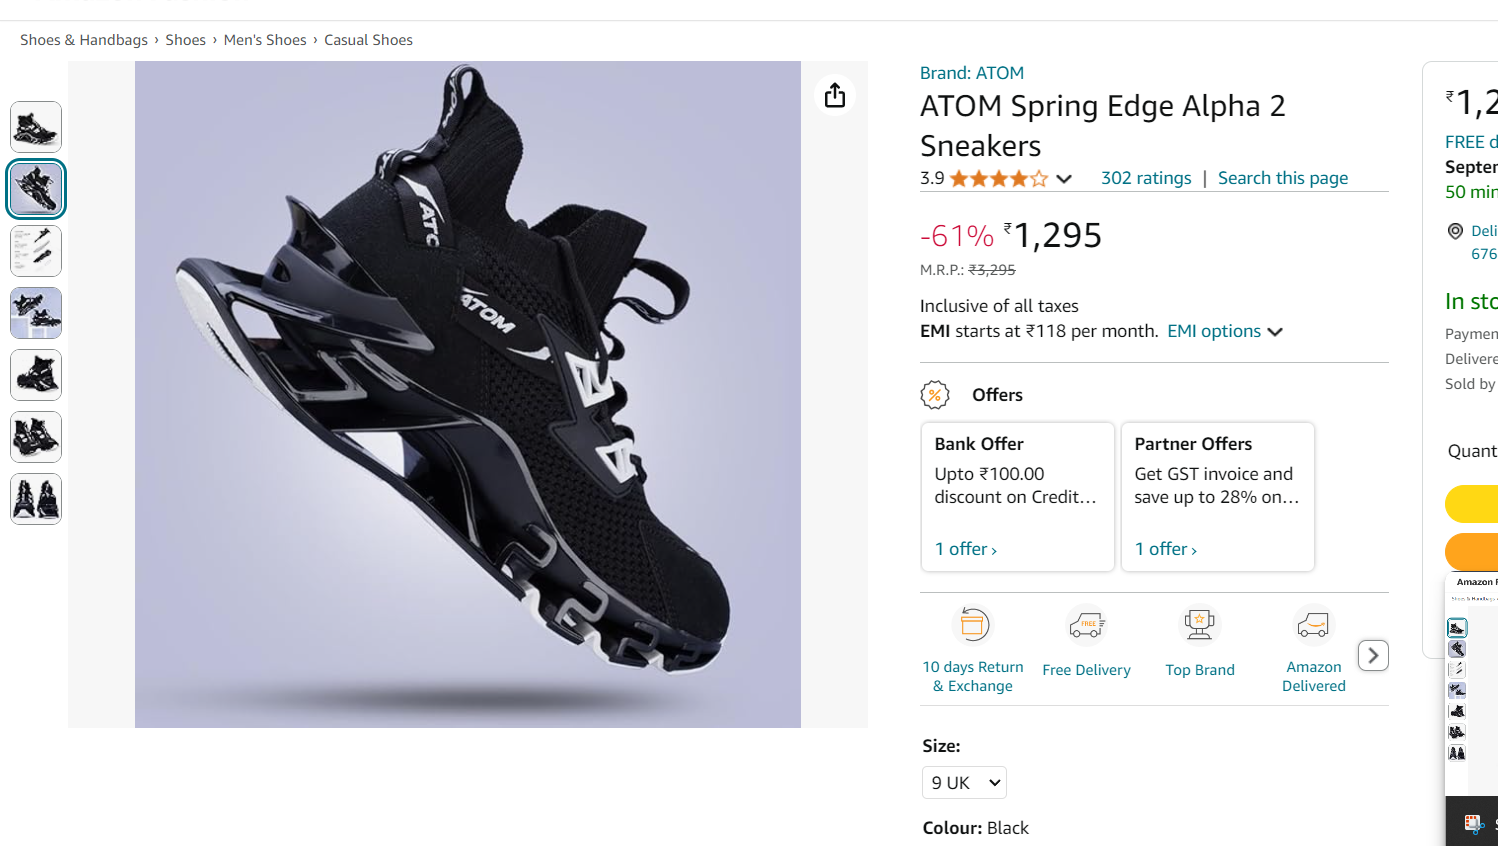 Shoes & Handbags › Shoes › Men's Shoes › Casual Shoes
ATOM
Brand: ATOM
ATOM Spring Edge Alpha 2
Sneakers
3.9
302 ratings | Search this page
-61% ₹1,295
M.R.P.: ₹3,295
Inclusive of all taxes
EMI starts at ₹118 per month. EMI options
Offers
Bank Offer
Upto ₹100.00
discount on Credit…
1 offer ›
Partner Offers
Get GST invoice and
save up to 28% on…
1 offer ›
10 days Return
& Exchange
FREE
Free Delivery
Top Brand
Amazon
Delivered
Size:
9 UK
Colour: Black
₹1,2
FREE d
Septem
50 min
Deli
676
In sto
Paymen
Delivere
Sold by
Quant
Amazon F